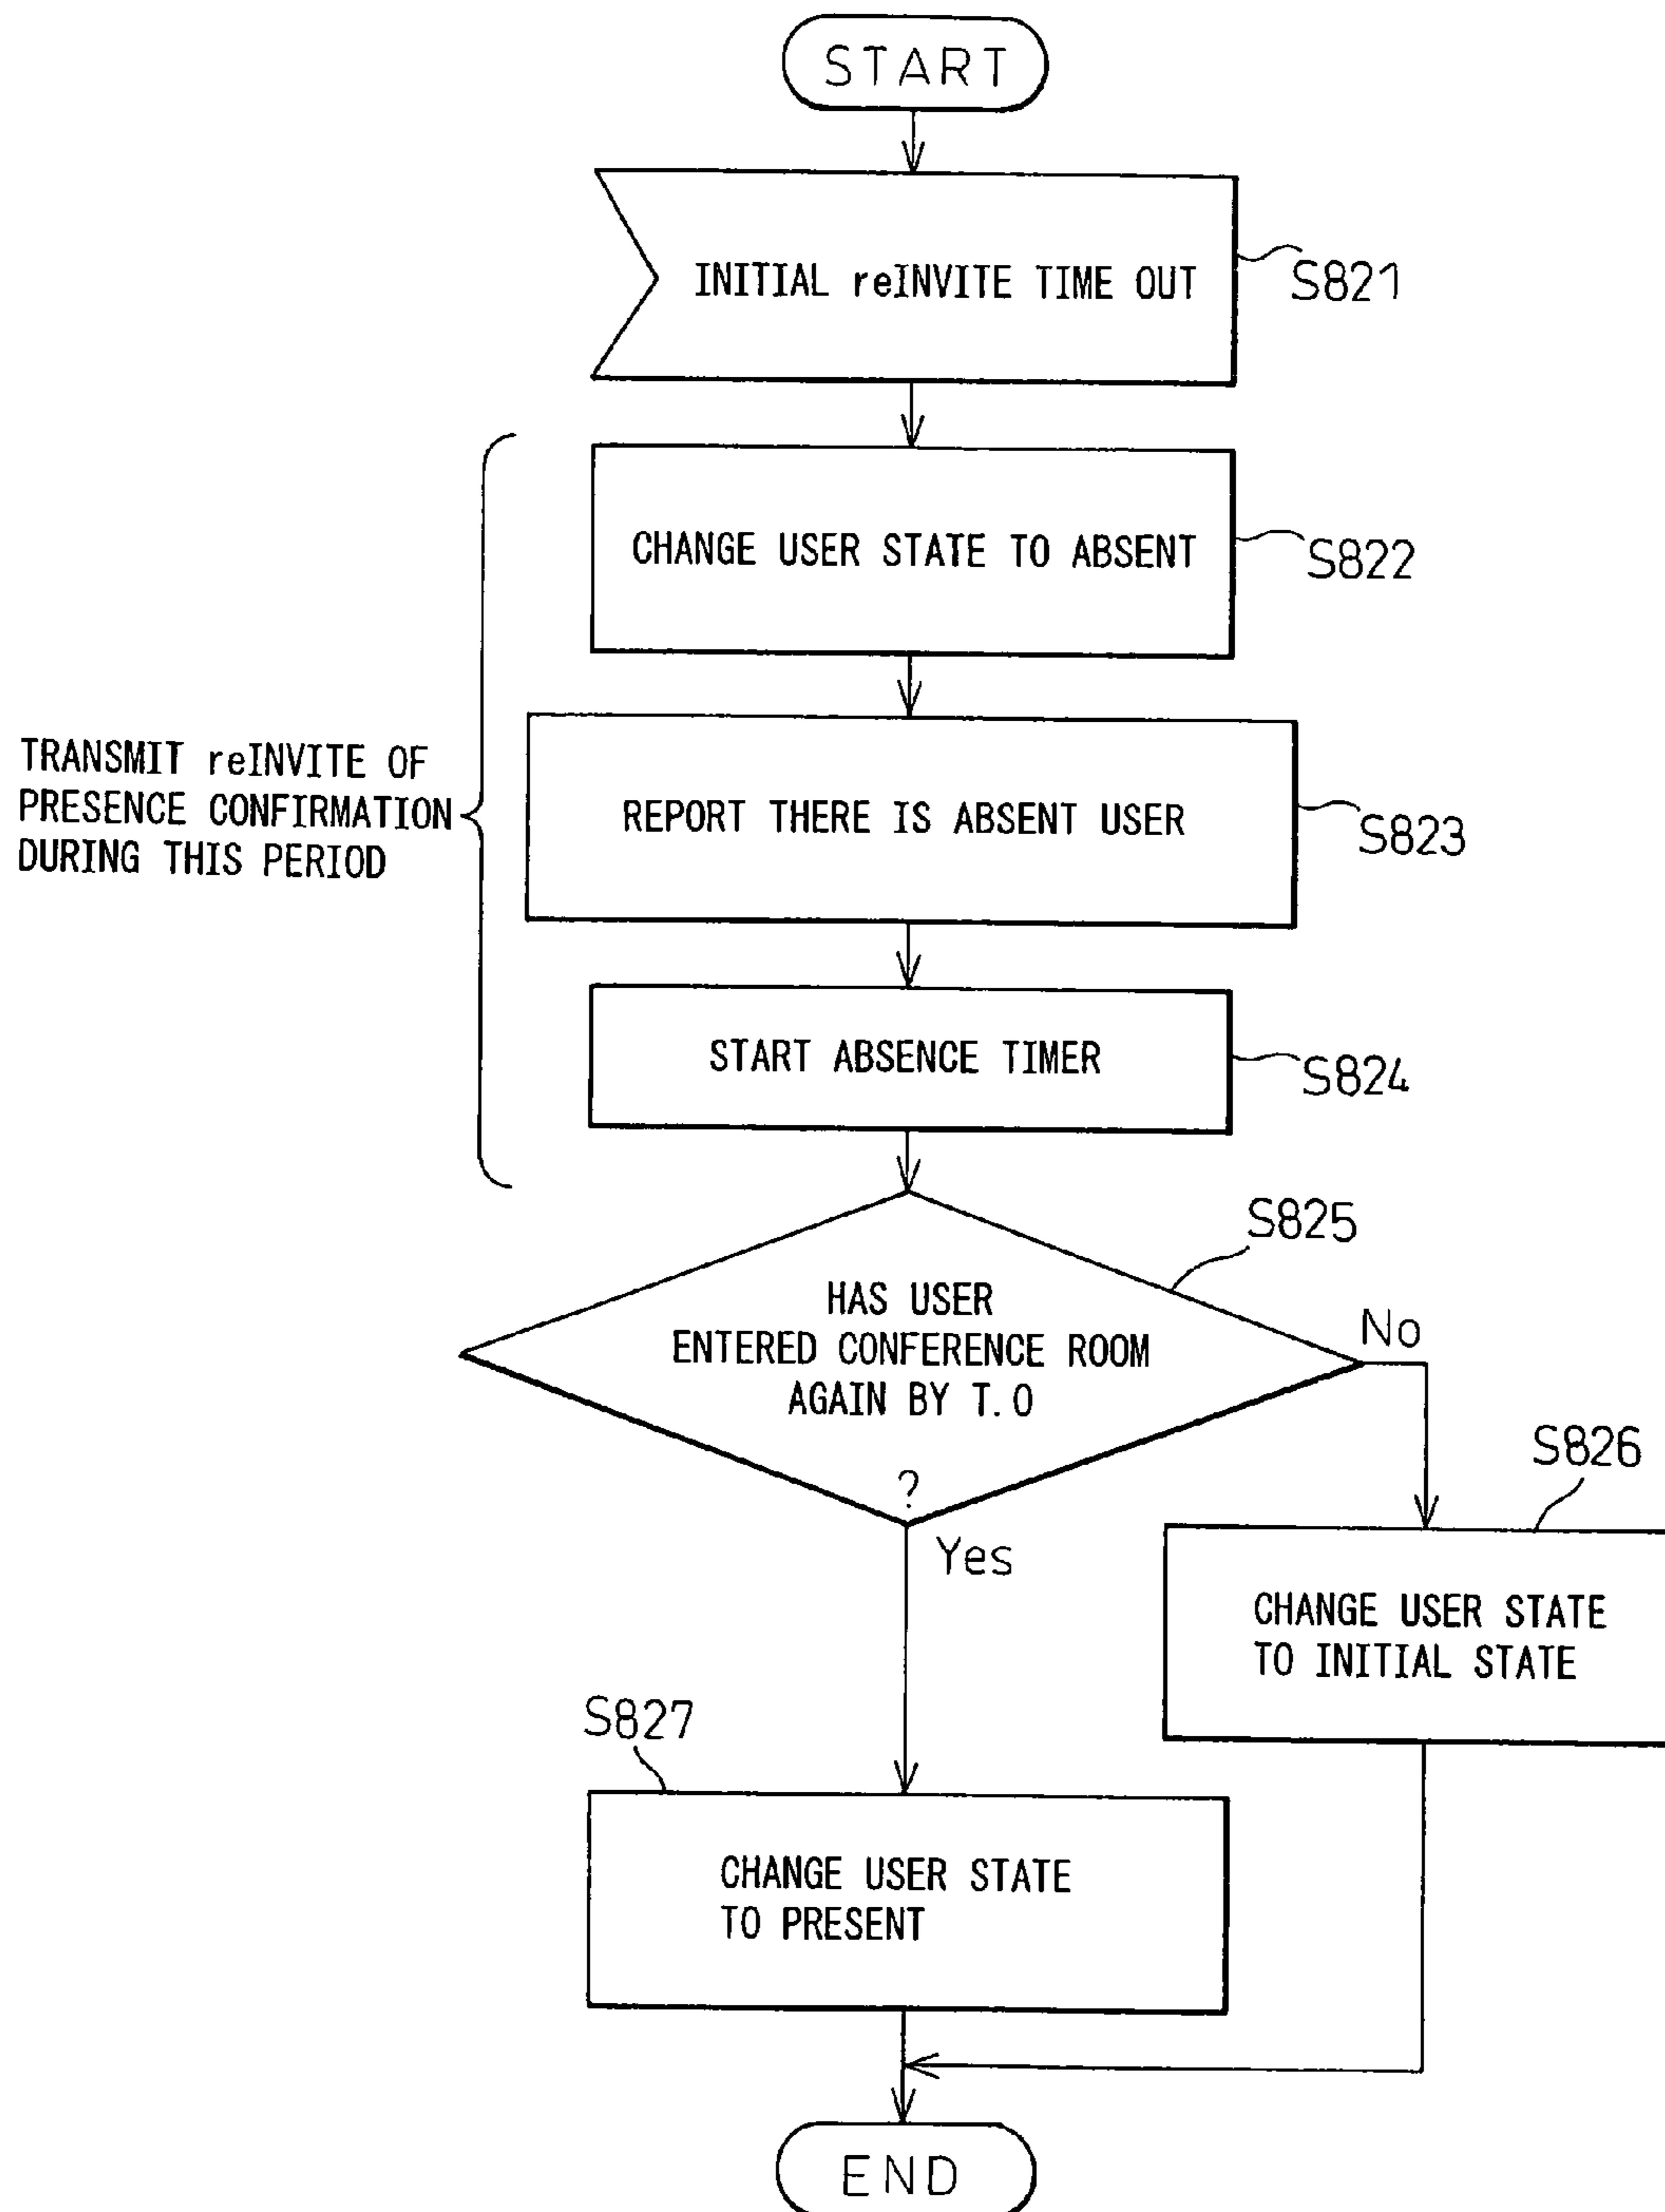 START
INITIAL reINVITE TIME OUT
S821
CHANGE USER STATE TO ABSENT
S822
TRANSMIT reINVITE OF
PRESENCE CONFIRMATION
DURING THIS PERIOD
REPORT THERE IS ABSENT USER
S823
START ABSENCE TIMER
S824
S825
HAS USER
ENTERED CONFERENCE ROOM
AGAIN BY T.O
?
No
Yes
S826
CHANGE USER STATE
TO INITIAL STATE
S827
CHANGE USER STATE
TO PRESENT
END